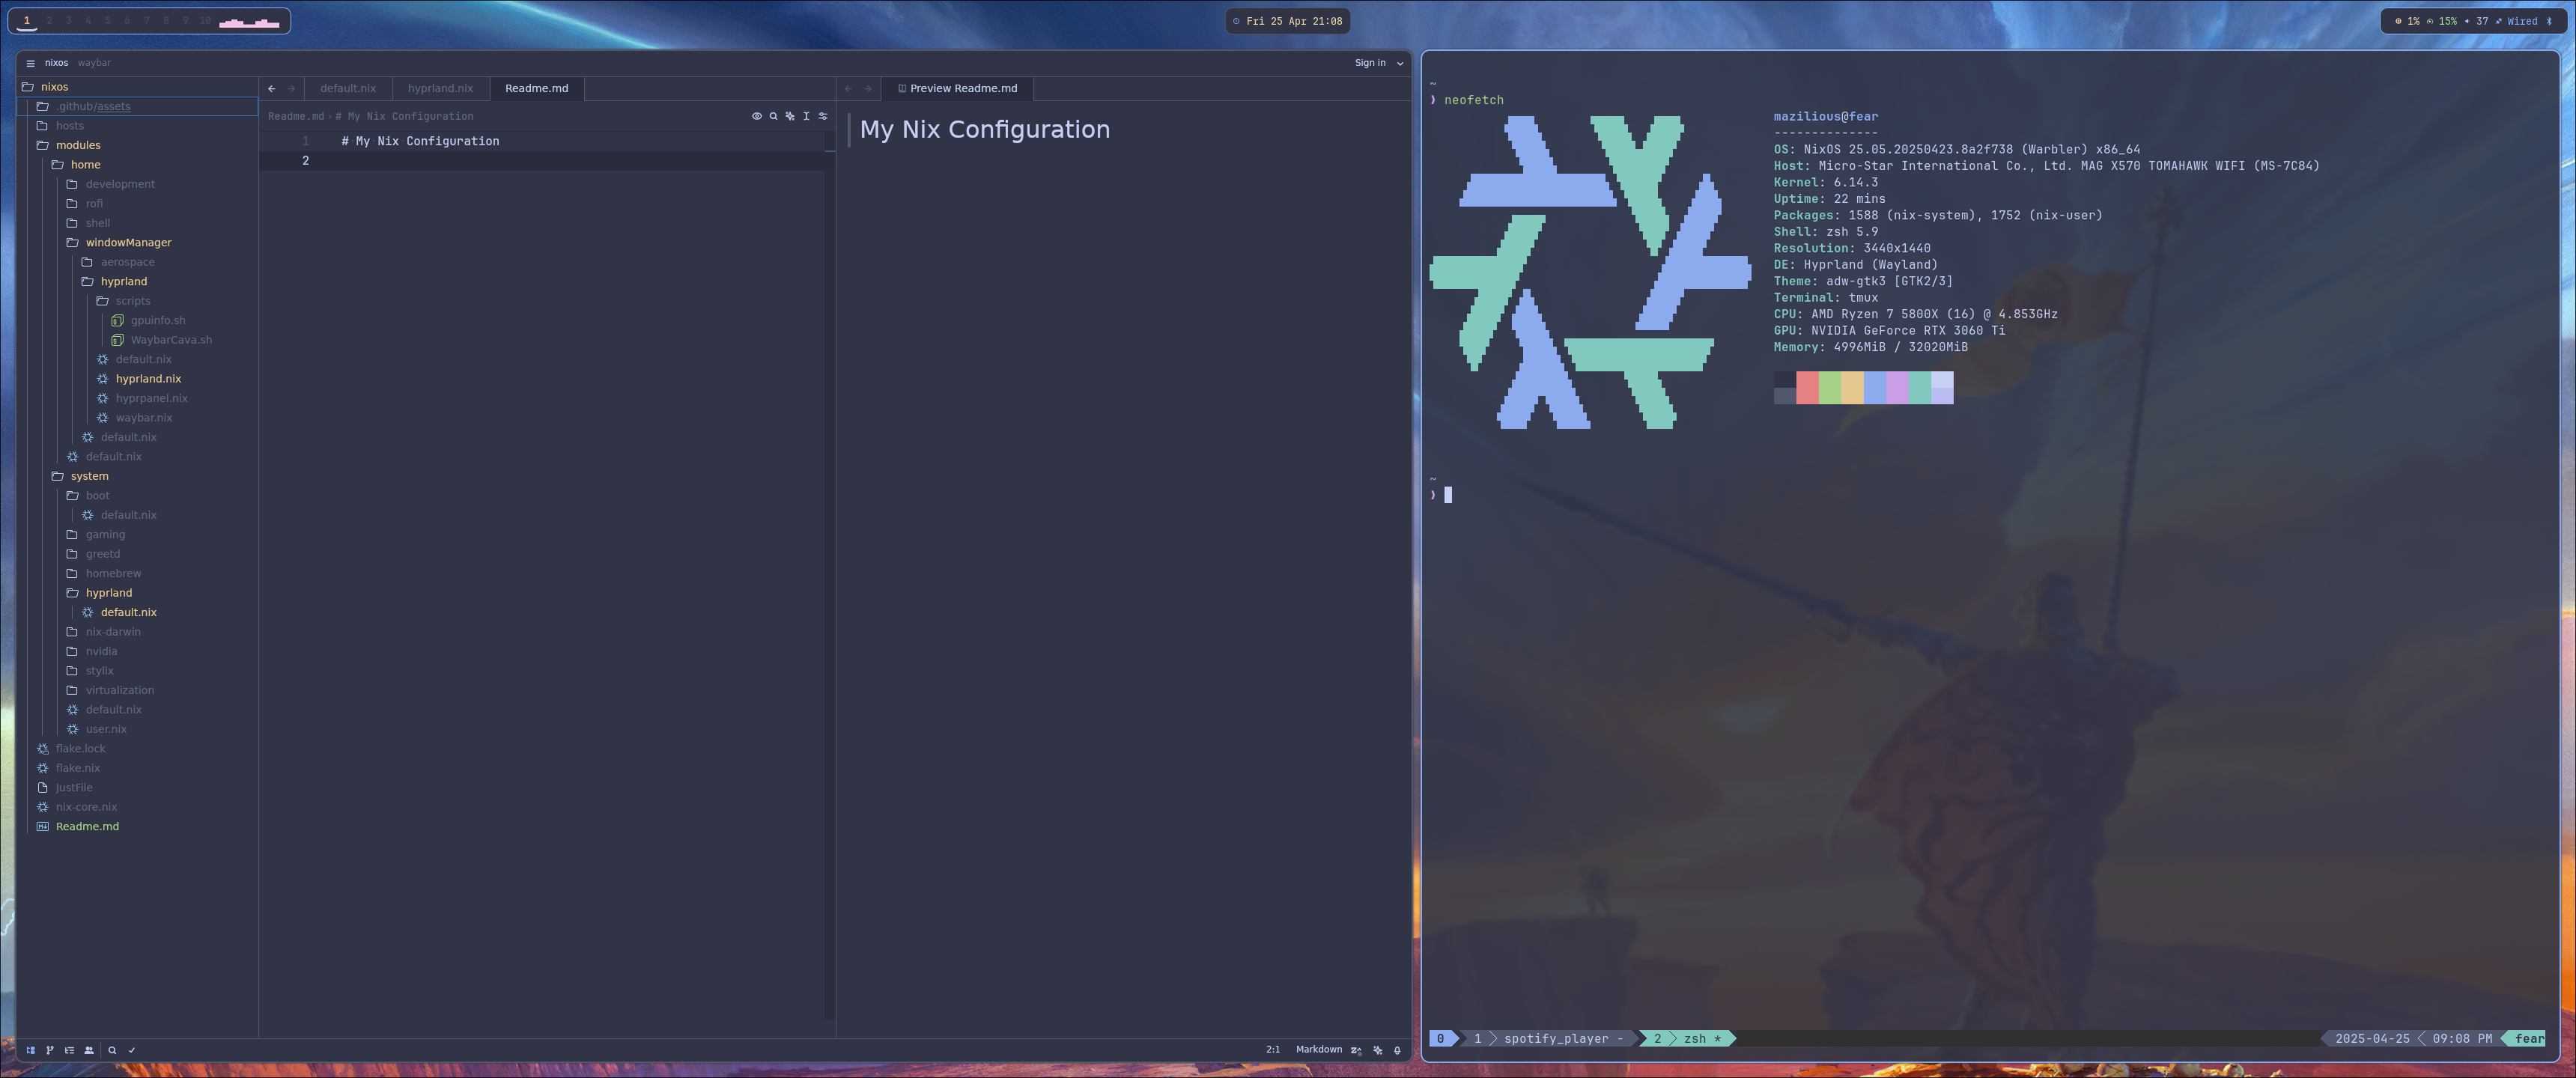 1 2 3 4 5 6 7 8 9 10
Fri 25 Apr 21:08
1% 15% 37 Wired
nixos waybar
Sign in
nixos
.github/assets
hosts
modules
home
development
rofi
shell
windowManager
aerospace
hyprland
scripts
gpuinfo.sh
WaybarCava.sh
default.nix
hyprland.nix
hyprpanel.nix
waybar.nix
default.nix
default.nix
system
boot
default.nix
gaming
greetd
homebrew
hyprland
default.nix
nix-darwin
nvidia
stylix
virtualization
default.nix
user.nix
flake.lock
flake.nix
JustFile
nix-core.nix
Readme.md
default.nix hyprland.nix Readme.md
Readme.md › # My Nix Configuration
1 # My Nix Configuration
2
Preview Readme.md
My Nix Configuration
2:1 Markdown
~
❯ neofetch
mazilious@fear
--------------
OS: NixOS 25.05.20250423.8a2f738 (Warbler) x86_64
Host: Micro-Star International Co., Ltd. MAG X570 TOMAHAWK WIFI (MS-7C84)
Kernel: 6.14.3
Uptime: 22 mins
Packages: 1588 (nix-system), 1752 (nix-user)
Shell: zsh 5.9
Resolution: 3440x1440
DE: Hyprland (Wayland)
Theme: adw-gtk3 [GTK2/3]
Terminal: tmux
CPU: AMD Ryzen 7 5800X (16) @ 4.853GHz
GPU: NVIDIA GeForce RTX 3060 Ti
Memory: 4996MiB / 32020MiB
~
❯
0 1 spotify_player - 2 zsh * 2025-04-25 09:08 PM fear